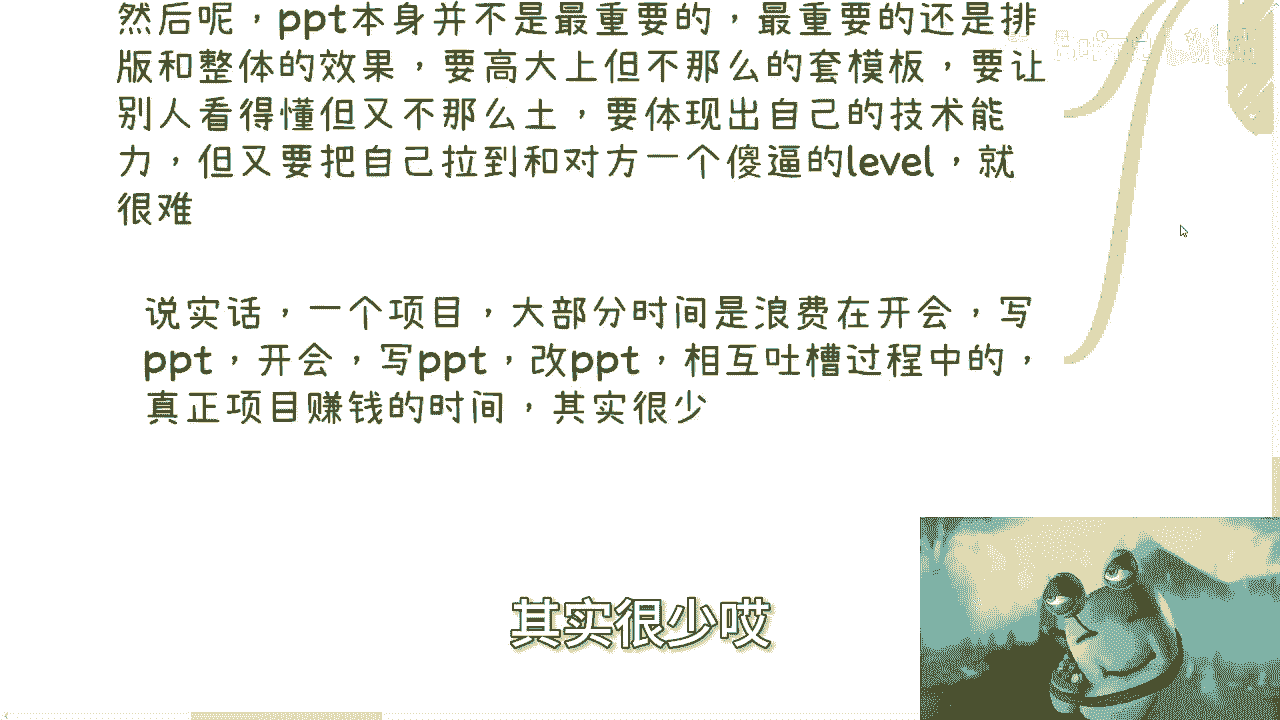 然后呢，ppt本身并不是最重要的，最重要的还是排
版和整体的效果，要高大上但不那么的套模板，要让
别人看得懂但又不那么土，要体现出自己的技术能
力，但又要把自己拉到和对方一个傻逼的level，就
很难
说实话，一个项目，大部分时间是浪费在开会，写
ppt，开会，写ppt，改ppt，相互吐槽过程中的，
真正项目赚钱的时间，其实很少
其实很少哎